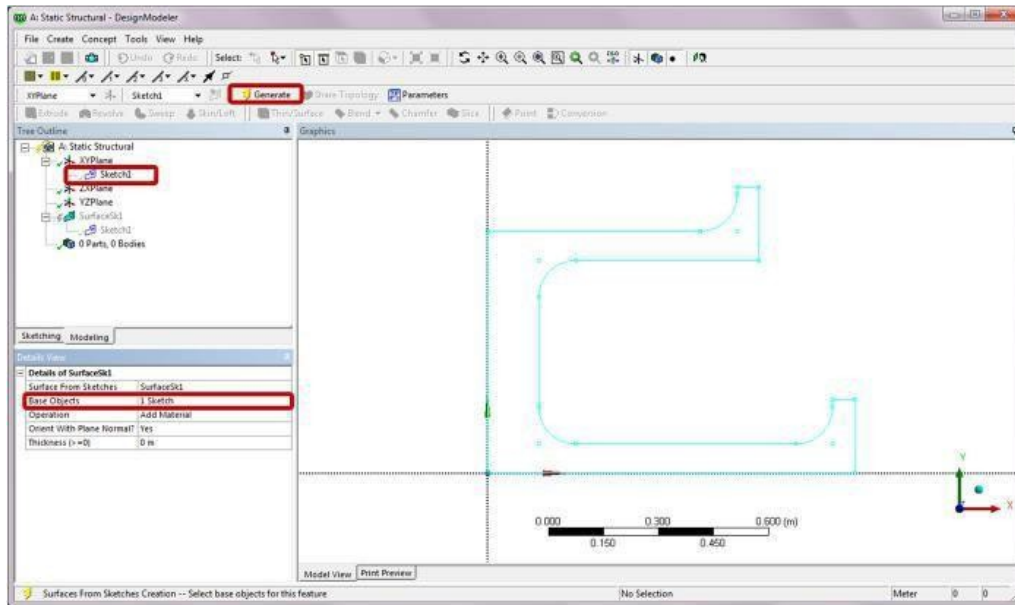 A: Static Structural - DesignModeler
File Create Concept Tools View Help
Undo Redo Select:
XYPlane Sketch1 Generate Share Topology Parameters
Extrude Revolve Sweep Skin/Loft Thin/Surface Blend Chamfer Slice Point Conversion
Tree Outline Graphics
A: Static Structural
XYPlane
Sketch1
ZXPlane
YZPlane
SurfaceSk1
Sketch1
0 Parts, 0 Bodies
Sketching Modeling
Details View
Details of SurfaceSk1
Surface From Sketches SurfaceSk1
Base Objects 1 Sketch
Operation Add Material
Orient With Plane Normal? Yes
Thickness (>=0) 0 m
Y
X
0.000 0.300 0.600 (m)
0.150 0.450
Model View Print Preview
Surfaces From Sketches Creation -- Select base objects for this feature No Selection Meter 0 0